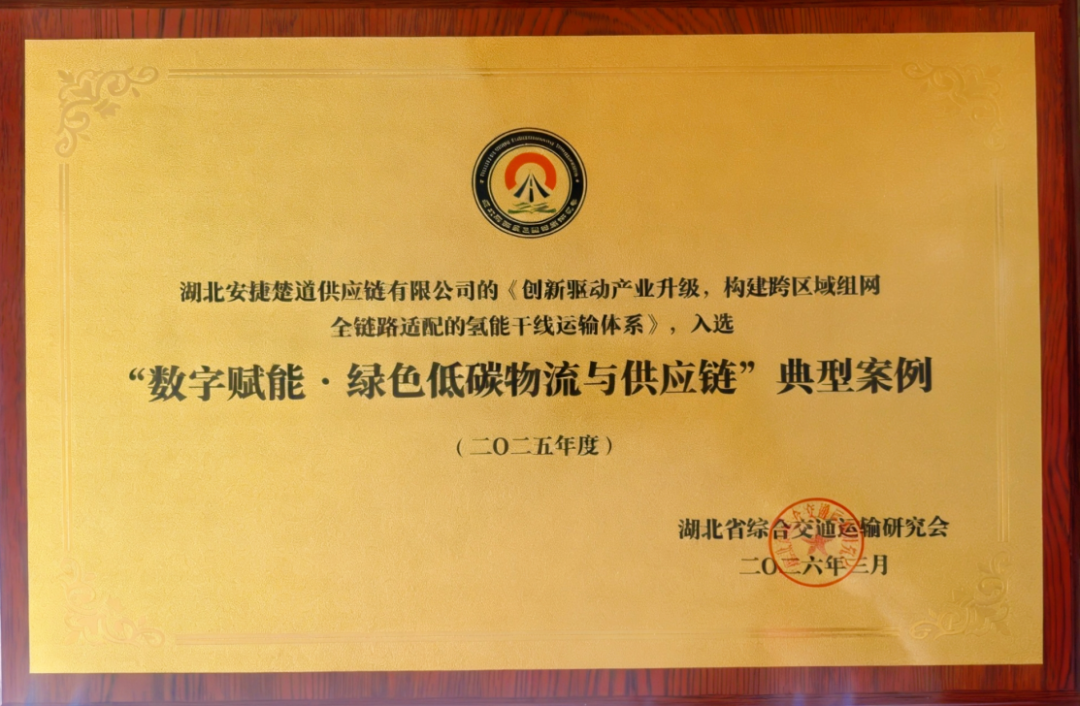 湖北安捷楚道供应链有限公司的《创新驱动产业升级，构建跨区域组网
全链路适配的氢能干线运输体系》，入选
“数字赋能·绿色低碳物流与供应链”典型案例
（二〇二五年度）
湖北省综合交通运输研究会
二〇二六年三月